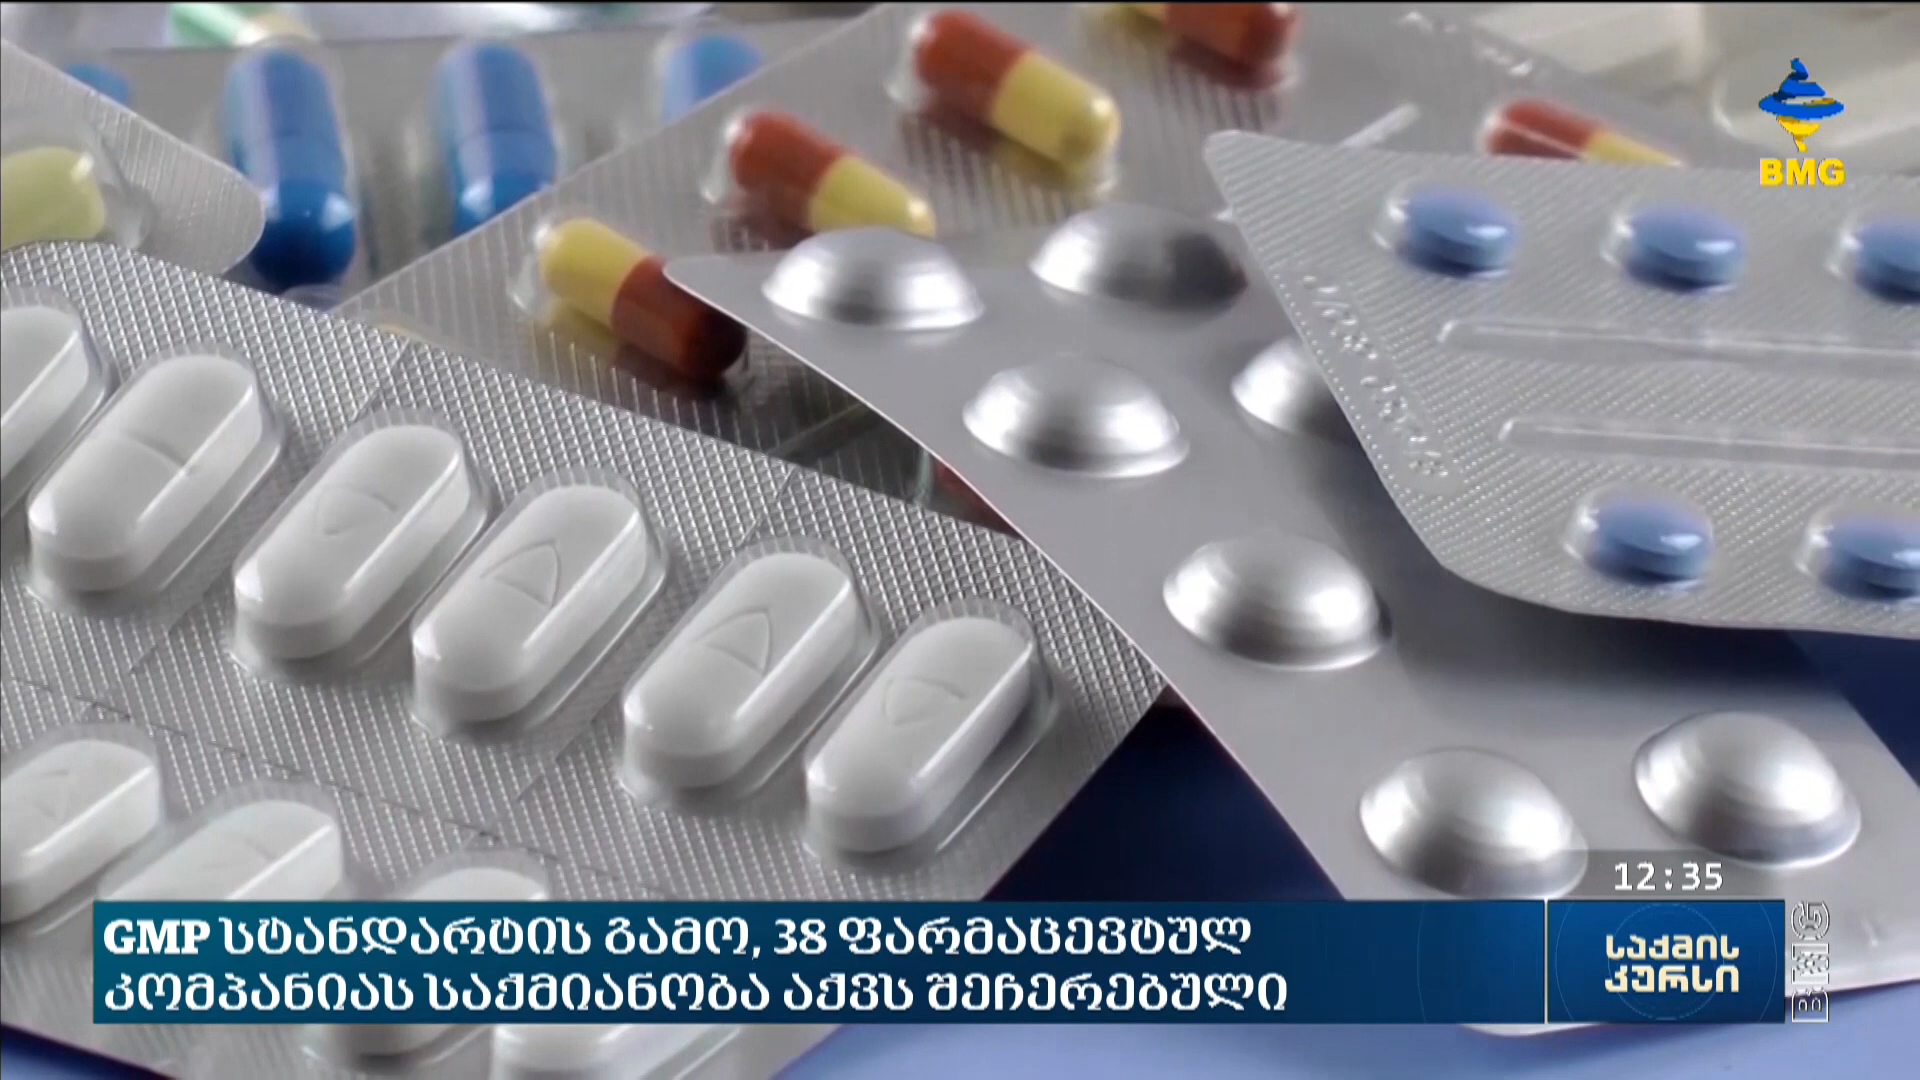 BMG
12:35
GMP ᲡᲢᲐᲜᲓᲐᲠᲢᲘᲡ ᲒᲐᲛᲝ, 38 ᲤᲐᲠᲛᲐᲪᲔᲕᲢᲣᲚ
ᲙᲝᲛᲞᲐᲜᲘᲐᲡ ᲡᲐᲥᲛᲘᲐᲜᲝᲑᲐ ᲐᲥᲕᲡ ᲨᲔᲩᲔᲠᲔᲑᲣᲚᲘ
ᲡᲐᲥᲛᲘᲡ
ᲙᲣᲠᲡᲘ
BMG